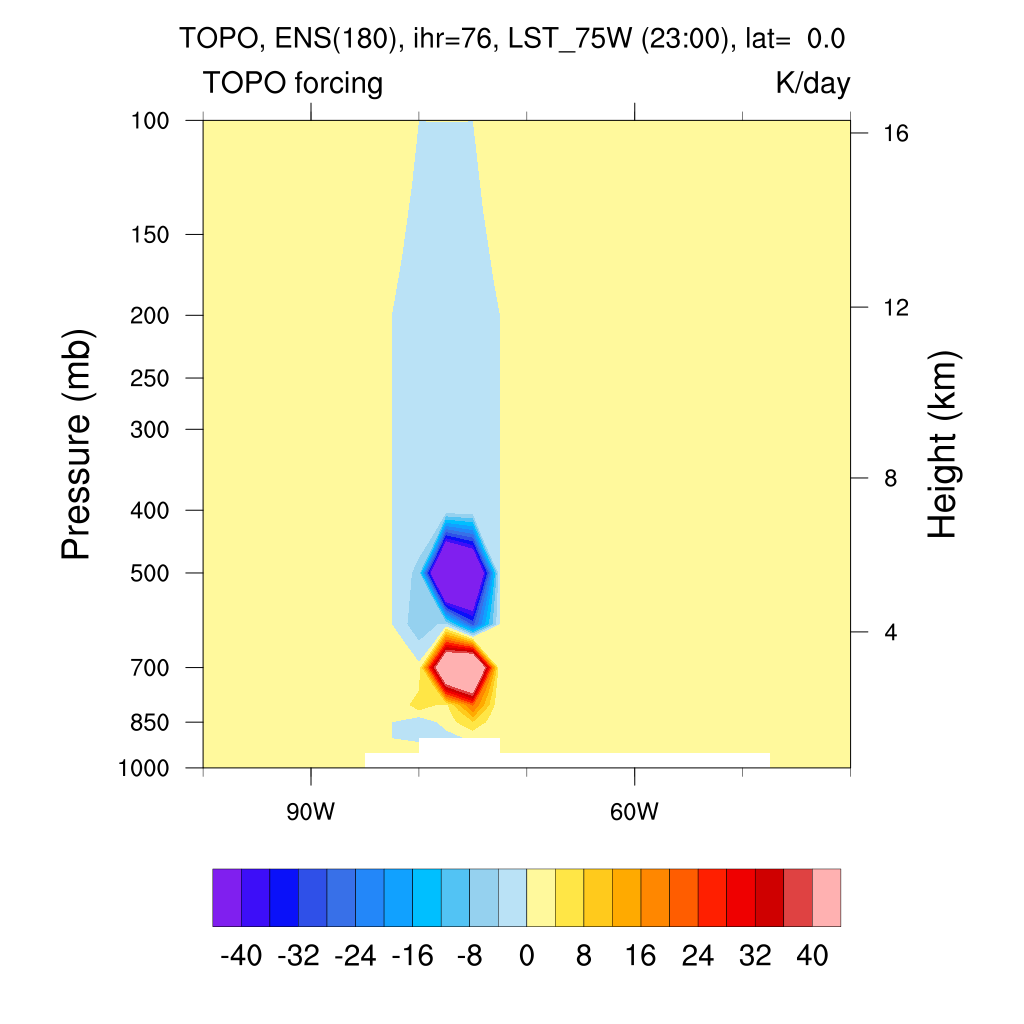 TOPO, ENS(180), ihr=76, LST_75W (23:00), lat=  0.0
TOPO forcing K/day
100
150
200
250
300
400
500
700
850
1000
Pressure (mb)
16
12
8
4
Height (km)
90W 60W
-40 -32 -24 -16 -8 0 8 16 24 32 40